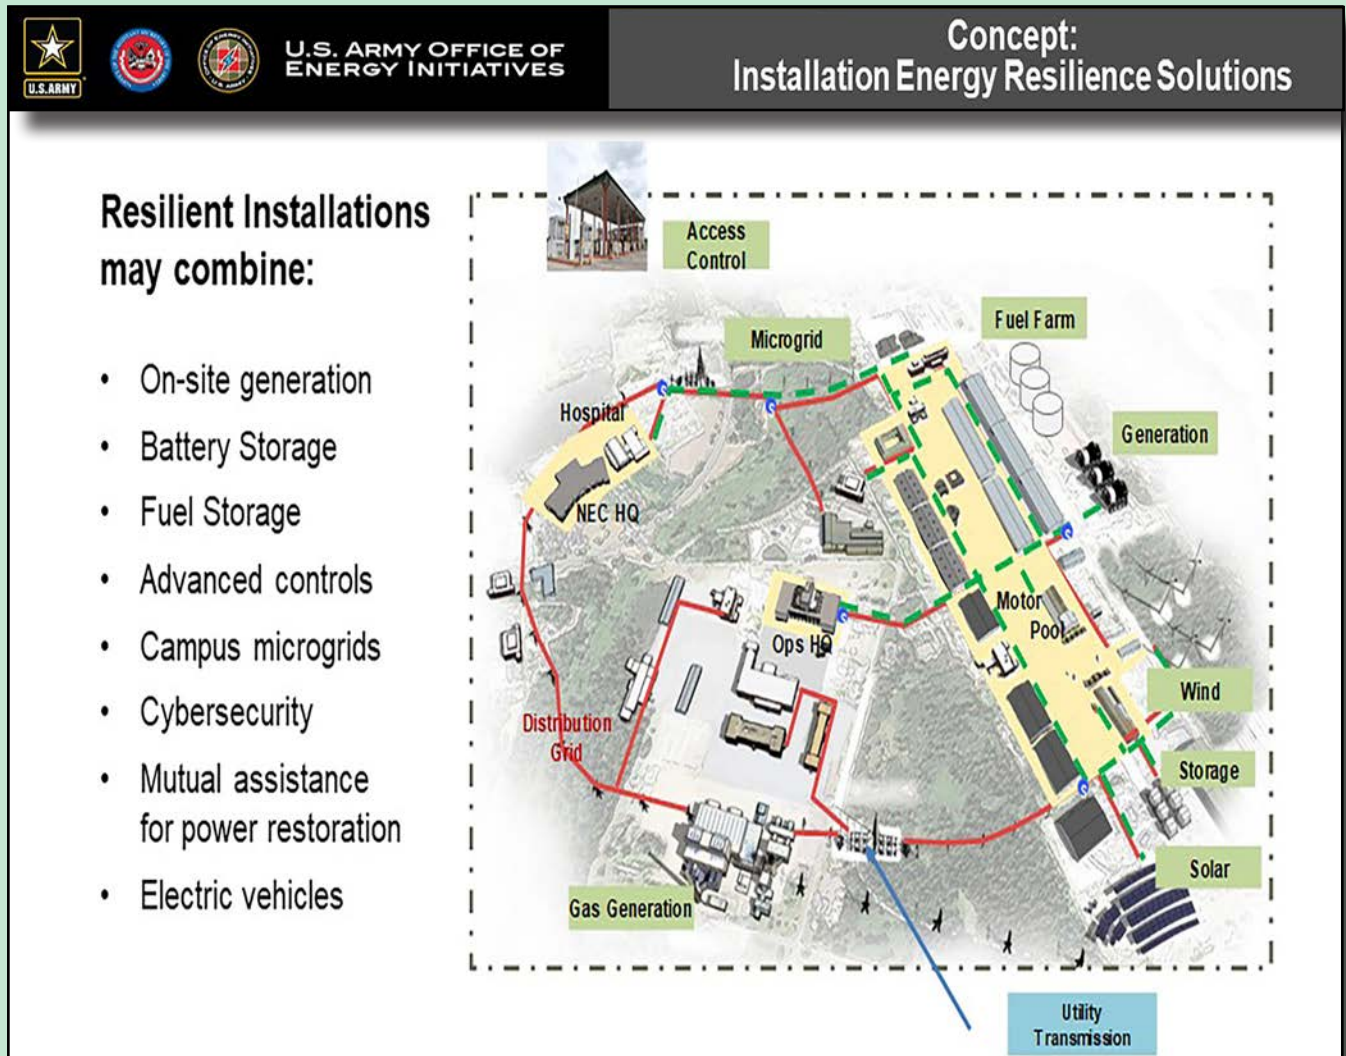 U.S.ARMY
U.S. ARMY OFFICE OF
ENERGY INITIATIVES
Concept:
Installation Energy Resilience Solutions
Resilient Installations
may combine:
• On-site generation
• Battery Storage
• Fuel Storage
• Advanced controls
• Campus microgrids
• Cybersecurity
• Mutual assistance
for power restoration
• Electric vehicles
Access
Control
Microgrid
Fuel Farm
Hospital
Generation
NEC HQ
Motor
Pool
Ops HQ
Wind
Distribution
Grid
Storage
Solar
Gas Generation
Utility
Transmission